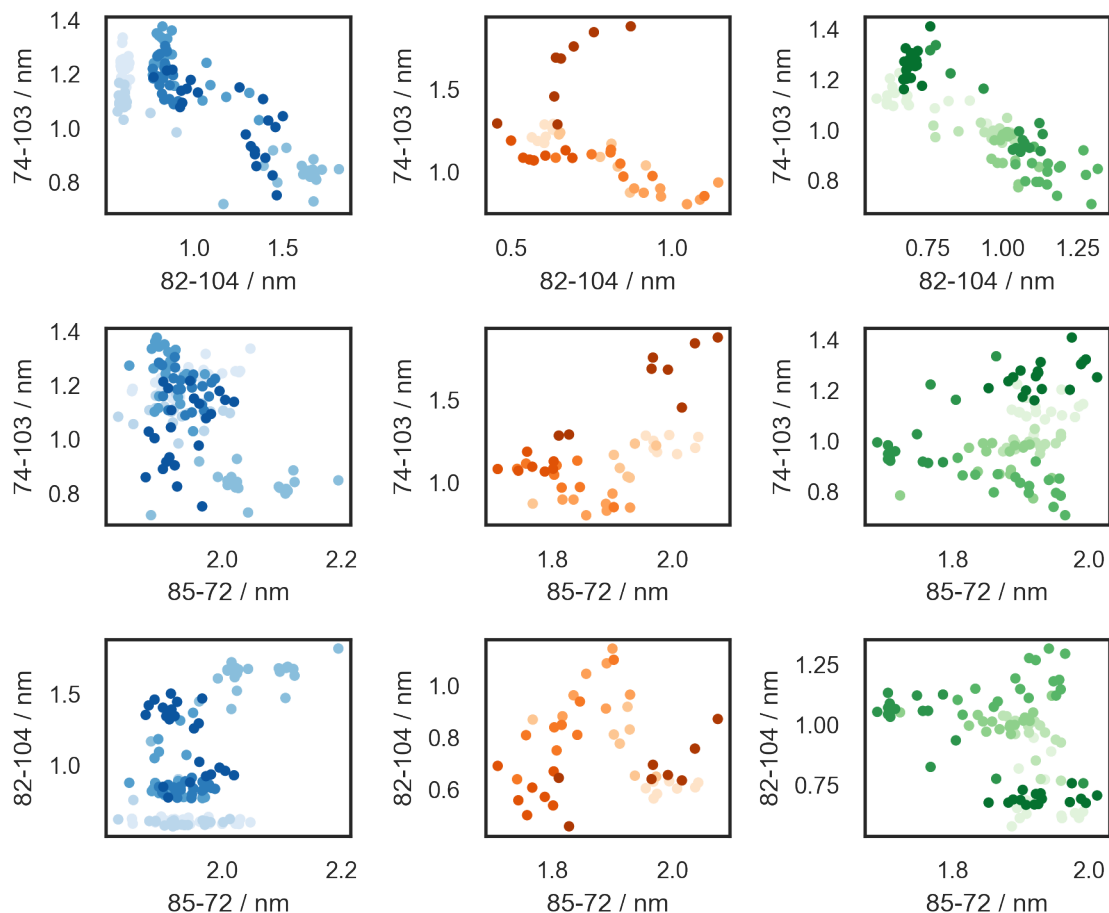 1.4
1.2
1.0
0.8
74-103 / nm
1.0 1.5
82-104 / nm
1.5
1.0
74-103 / nm
0.5 1.0
82-104 / nm
1.4
1.2
1.0
0.8
74-103 / nm
0.75 1.00 1.25
82-104 / nm
1.4
1.2
1.0
0.8
74-103 / nm
2.0 2.2
85-72 / nm
1.5
1.0
74-103 / nm
1.8 2.0
85-72 / nm
1.4
1.2
1.0
0.8
74-103 / nm
1.8 2.0
85-72 / nm
1.5
1.0
82-104 / nm
2.0 2.2
85-72 / nm
1.0
0.8
0.6
82-104 / nm
1.8 2.0
85-72 / nm
1.25
1.00
0.75
82-104 / nm
1.8 2.0
85-72 / nm